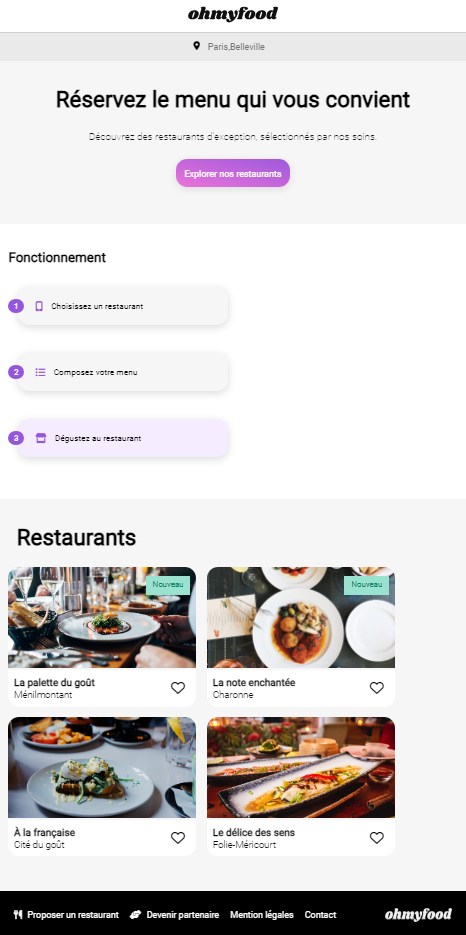 ohmyfood
Paris,Belleville
Réservez le menu qui vous convient
Découvrez des restaurants d'exception, sélectionnés par nos soins.
Explorer nos restaurants
Fonctionnement
1 Choisissez un restaurant
2 Composez votre menu
3 Dégustez au restaurant
Restaurants
Nouveau
La palette du goût
Ménilmontant
Nouveau
La note enchantée
Charonne
À la française
Cité du goût
Le délice des sens
Folie-Méricourt
Proposer un restaurant Devenir partenaire Mention légales Contact ohmyfood